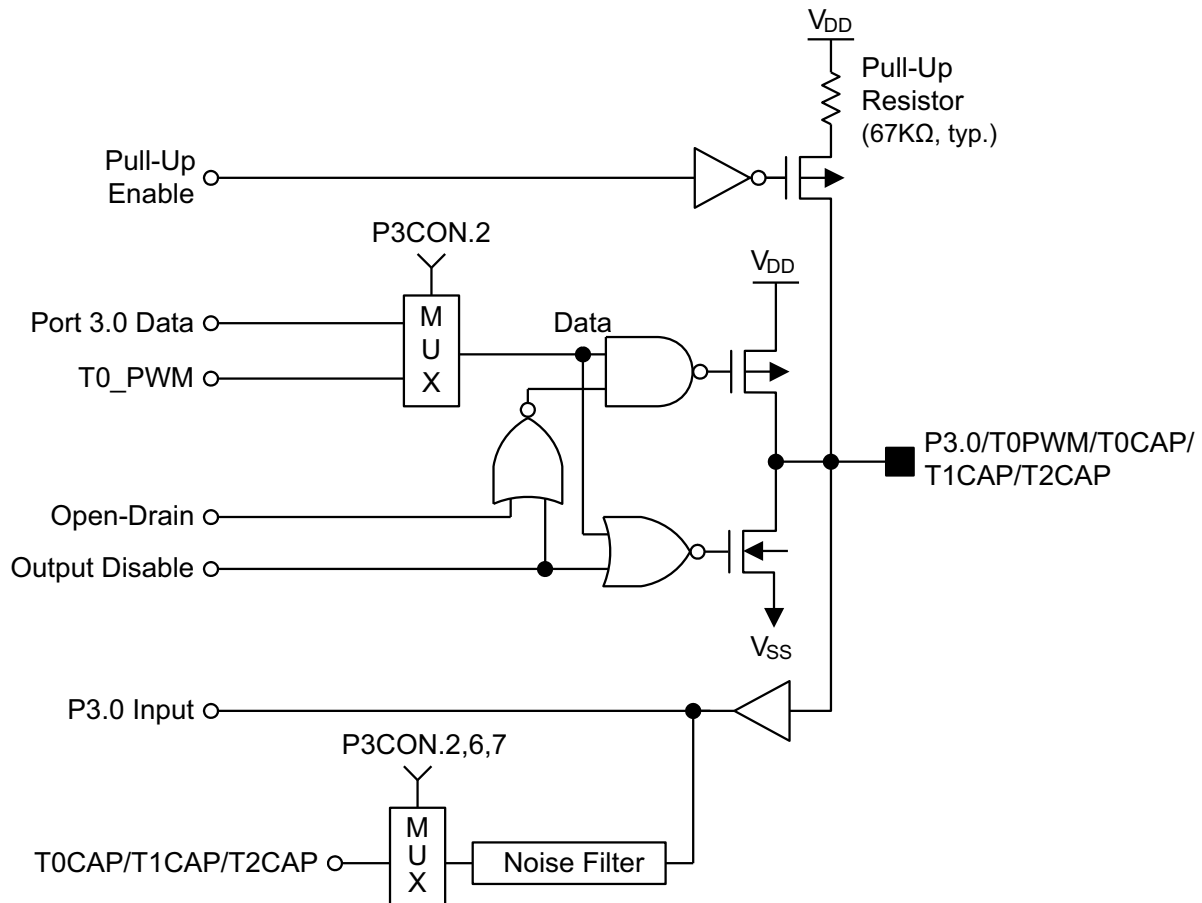 VDD
Pull-Up
Resistor
(67KΩ, typ.)
Pull-Up
Enable
P3CON.2
VDD
Port 3.0 Data
M
U
X
Data
T0_PWM
P3.0/T0PWM/T0CAP/
T1CAP/T2CAP
Open-Drain
Output Disable
VSS
P3.0 Input
P3CON.2,6,7
M
U
X
T0CAP/T1CAP/T2CAP
Noise Filter